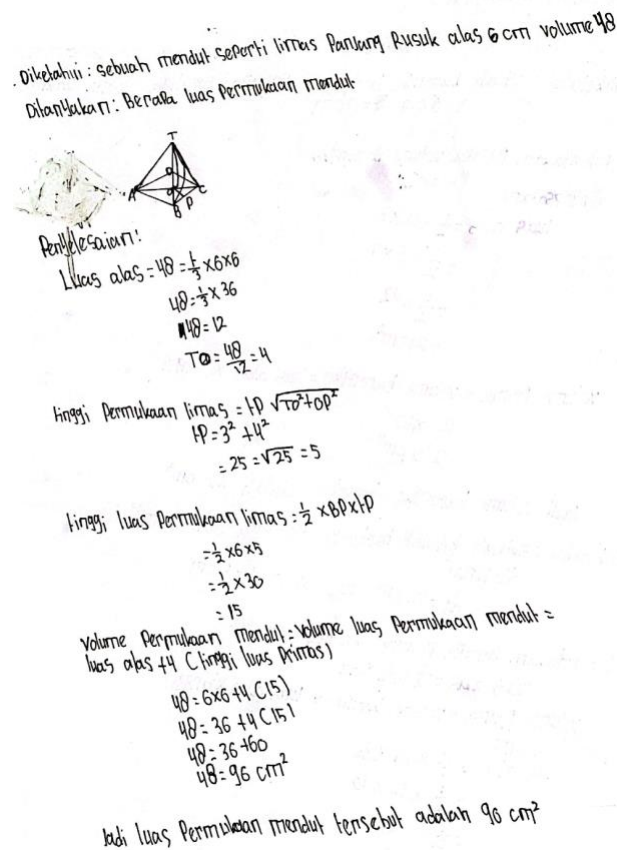 Diketahui : sebuah mendut seperti limas Panjang Rusuk alas 6 cm volume 48
Ditanyakan : Berapa luas Permukaan mendut
T
D
A
C
B P
Penyelesaian :
Luas alas = 48 = 1/3 x 6 x 6
48 = 1/3 x 36
48 = 12
TO = 48/12 = 4
tinggi Permukaan limas = tP √TO²+OP²
tP = 3² + 4²
= 25 = √25 = 5
tinggi luas Permukaan limas = 1/2 x BP x tP
= 1/2 x 6 x 5
= 1/2 x 30
= 15
volume Permukaan mendut = volume luas Permukaan mendut =
luas alas + 4 (tinggi luas Primas)
48 = 6x6 + 4 (15)
48 = 36 + 4 (15)
48 = 36 + 60
48 = 96 cm²
Jadi luas Permukaan mendut tersebut adalah 96 cm²